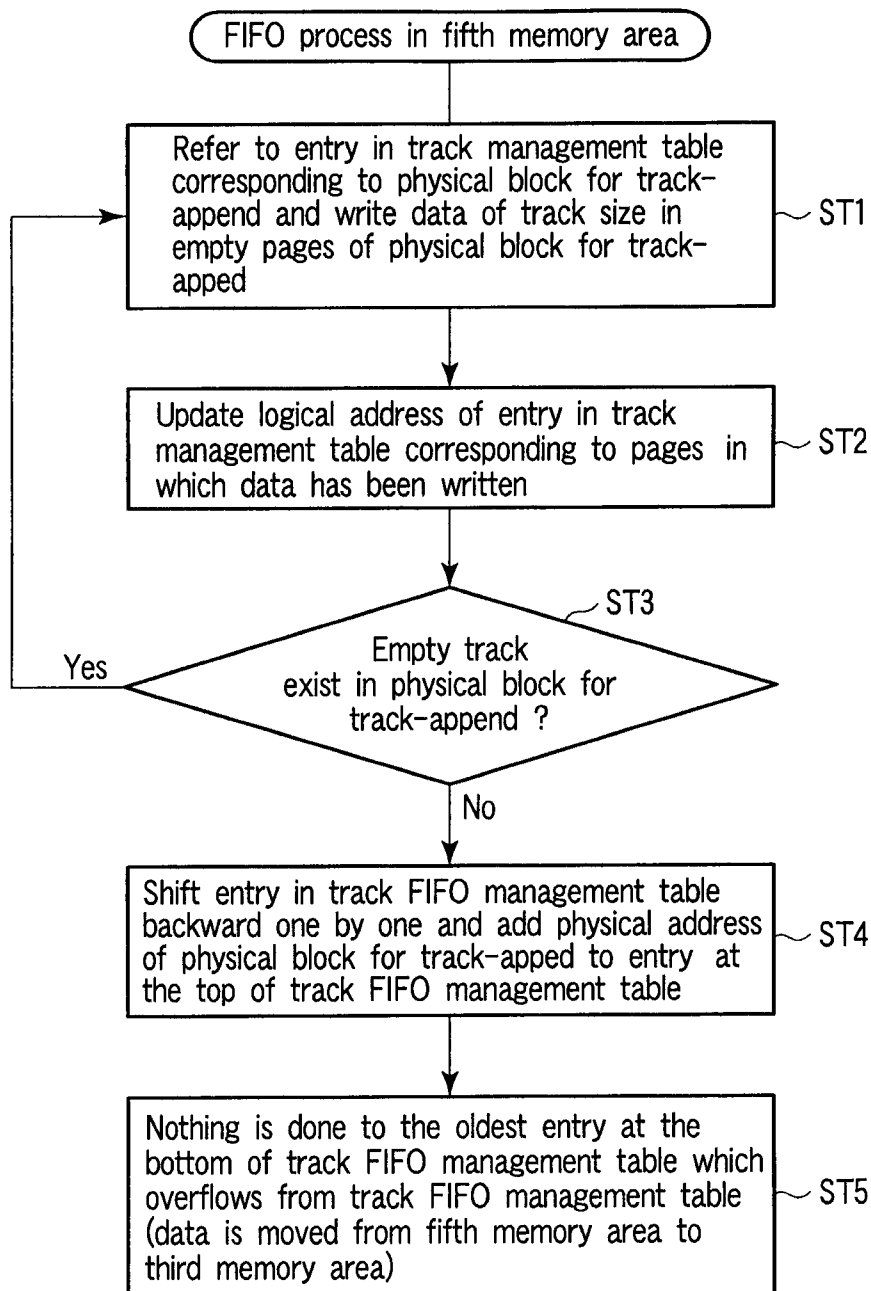 FIFO process in fifth memory area
Refer to entry in track management table
corresponding to physical block for track-
append and write data of track size in
empty pages of physical block for track-
apped
ST1
Update logical address of entry in track
management table corresponding to pages in
which data has been written
ST2
ST3
Empty track
exist in physical block for
track-append ?
Yes
No
Shift entry in track FIFO management table
backward one by one and add physical address
of physical block for track-apped to entry at
the top of track FIFO management table
ST4
Nothing is done to the oldest entry at the
bottom of track FIFO management table which
overflows from track FIFO management table
(data is moved from fifth memory area to
third memory area)
ST5